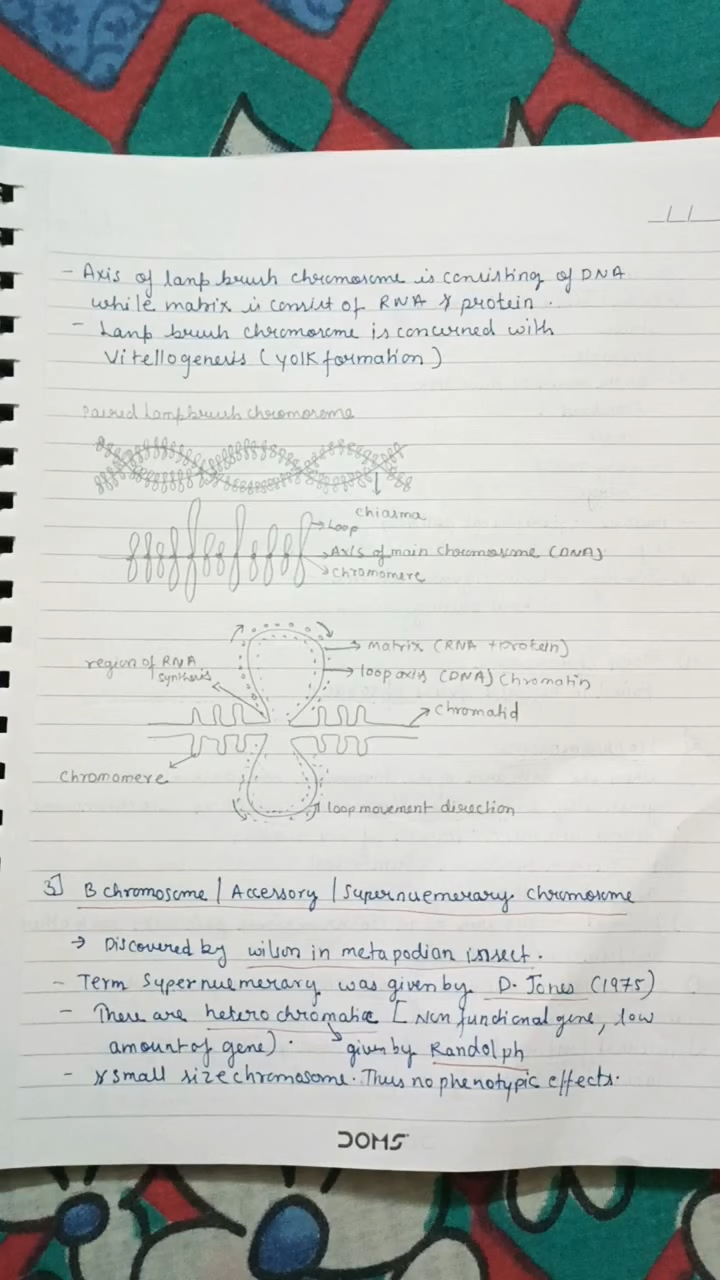 - Axis of lamp brush chromosome is consisting of DNA
while matrix is consist of RNA & protein.
- Lamp brush chromosome is concurned with
Vitellogenesis (yolk formation)
Paired Lampbrush chromosome
chiasma
Loop
Axis of main chromosome (DNA)
chromomere
matrix (RNA + protein)
region of RNA
synthesis
loop axis (DNA) Chromatin
Chromatid
Chromomere
loop movement direction
3] B chromosome / Accessory / Supernuemerary chromosome
→ Discovered by wilson in metapodian insect.
- Term Supernuemerary was given by D. Jones (1975)
- There are heterochromatic [Non functional gene, low
amount of gene). given by Randolph
- & small size chromosome. Thus no phenotypic effects.
DOMS